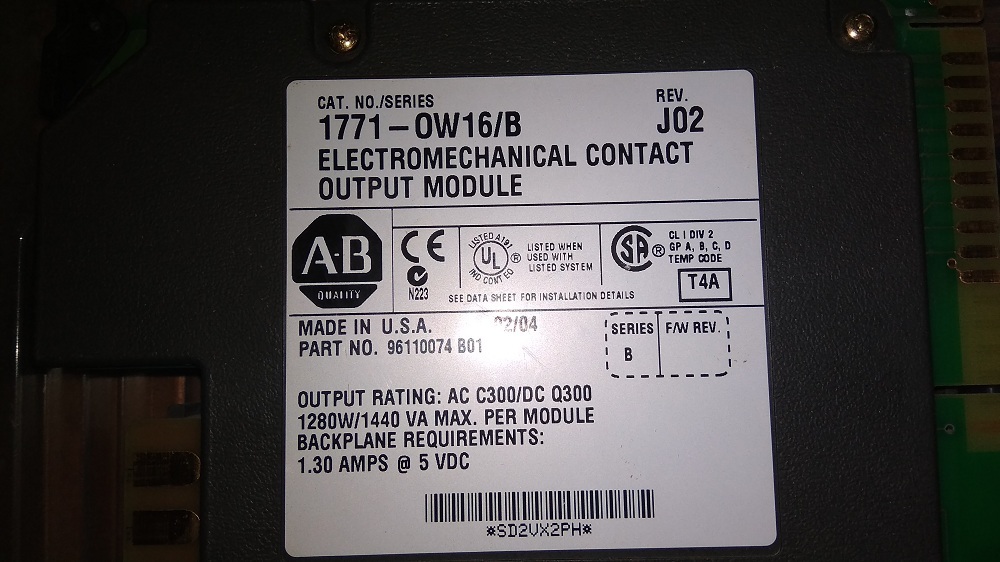 CAT. NO./SERIES
REV.
1771-OW16/B
J02
ELECTROMECHANICAL CONTACT
OUTPUT MODULE
A-B
QUALITY
CE
N223
LISTED A191
UL
®
IND CONT EQ
LISTED WHEN
USED WITH
LISTED SYSTEM
SA ®
CL I DIV 2
GP A, B, C, D
TEMP CODE
T4A
SEE DATA SHEET FOR INSTALLATION DETAILS
MADE IN U.S.A.
/04
PART NO. 96110074 B01
SERIES
B
F/W REV.
OUTPUT RATING: AC C300/DC Q300
1280W/1440 VA MAX. PER MODULE
BACKPLANE REQUIREMENTS:
1.30 AMPS @ 5 VDC
*SD2VX2PH*